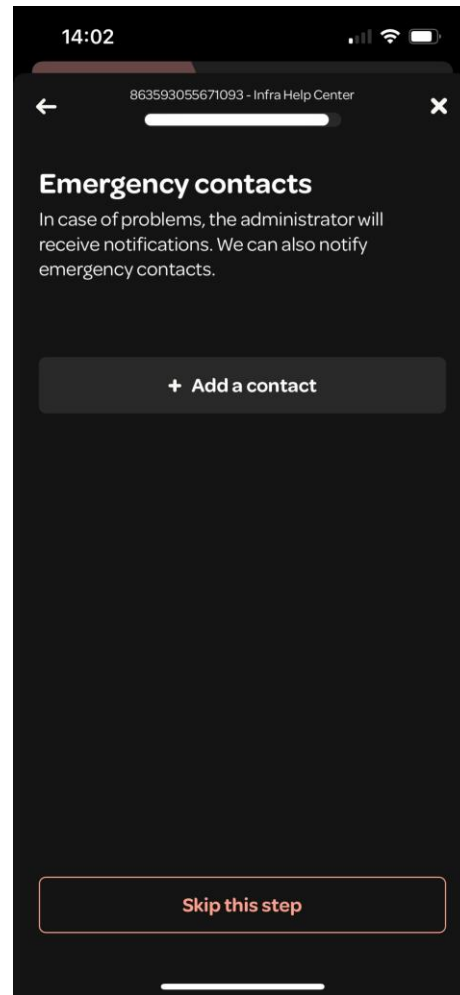 14:02
863593055671093 - Infra Help Center
Emergency contacts
In case of problems, the administrator will
receive notifications. We can also notify
emergency contacts.
+ Add a contact
Skip this step